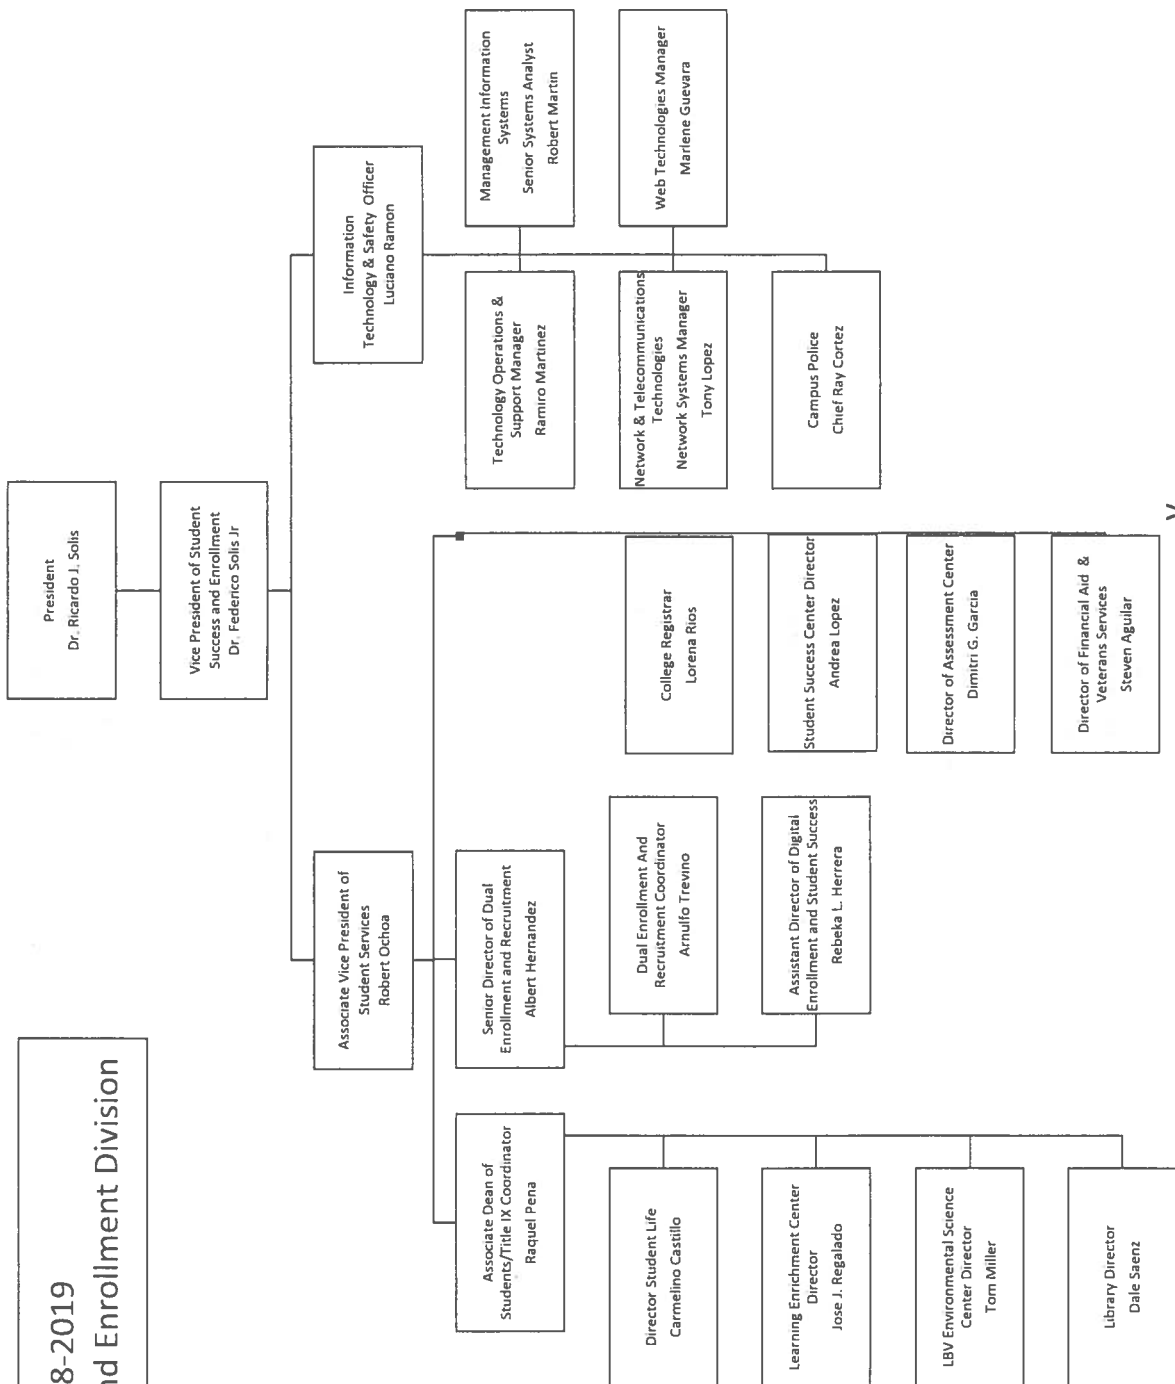 8-2019
nd Enrollment Division
President
Dr. Ricardo J. Solis
Vice President of Student
Success and Enrollment
Dr. Federico Solis Jr
Associate Vice President of
Student Services
Robert Ochoa
Information
Technology & Safety Officer
Luciano Ramon
Associate Dean of
Students/Title IX Coordinator
Raquel Pena
Director Student Life
Carmelino Castillo
Learning Enrichment Center
Director
Jose J. Regalado
LBV Environmental Science
Center Director
Tom Miller
Library Director
Dale Saenz
Senior Director of Dual
Enrollment and Recruitment
Albert Hernandez
Dual Enrollment And
Recruitment Coordinator
Arnulfo Trevino
Assistant Director of Digital
Enrollment and Student Success
Rebeka L. Herrera
College Registrar
Lorena Rios
Student Success Center Director
Andrea Lopez
Director of Assessment Center
Dimitri G. Garcia
Director of Financial Aid &
Veterans Services
Steven Aguilar
Technology Operations &
Support Manager
Ramiro Martinez
Management Information
Systems
Senior Systems Analyst
Robert Martin
Network & Telecommunications
Technologies
Network Systems Manager
Tony Lopez
Web Technologies Manager
Marlene Guevara
Campus Police
Chief Ray Cortez